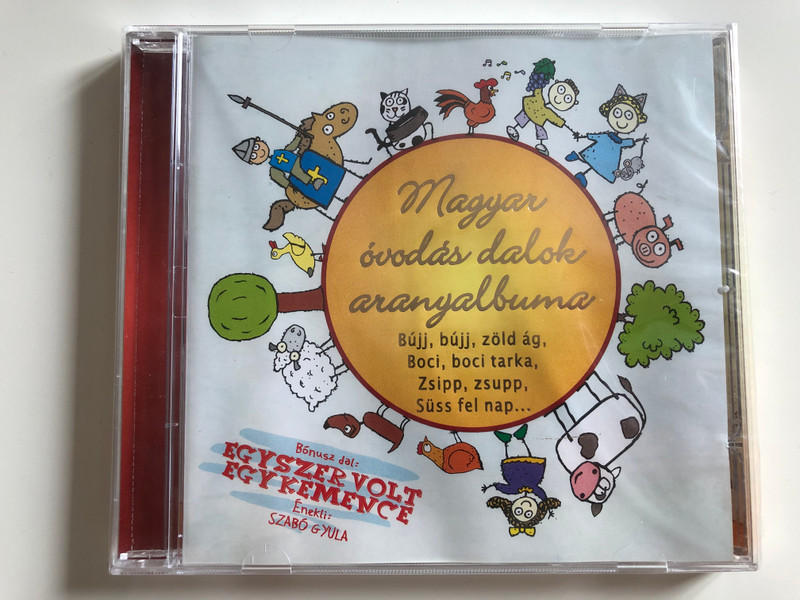 Magyar
óvodás dalok
aranyalbuma
Bújj, bújj, zöld ág,
Boci, boci tarka,
Zsipp, zsupp,
Süss fel nap...
Bónusz dal:
EGYSZER VOLT
EGY KEMENCE
Énekli:
SZABÓ GYULA